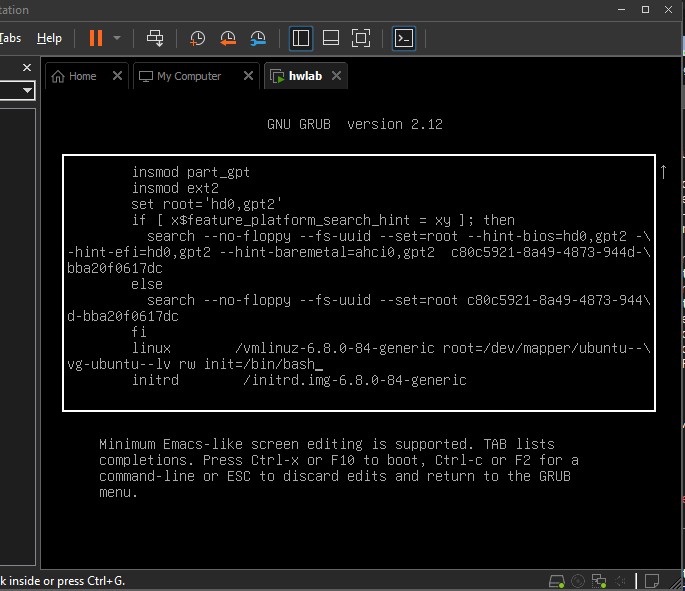 tation
Tabs Help
Home My Computer hwlab
GNU GRUB version 2.12
insmod part_gpt
insmod ext2
set root='hd0,gpt2'
if [ x$feature_platform_search_hint = xy ]; then
search --no-floppy --fs-uuid --set=root --hint-bios=hd0,gpt2 -\
-hint-efi=hd0,gpt2 --hint-baremetal=ahci0,gpt2 c80c5921-8a49-4873-944d-\
bba20f0617dc
else
search --no-floppy --fs-uuid --set=root c80c5921-8a49-4873-944\
d-bba20f0617dc
fi
linux /vmlinuz-6.8.0-84-generic root=/dev/mapper/ubuntu--\
vg-ubuntu--lv rw init=/bin/bash_
initrd /initrd.img-6.8.0-84-generic
Minimum Emacs-like screen editing is supported. TAB lists
completions. Press Ctrl-x or F10 to boot, Ctrl-c or F2 for a
command-line or ESC to discard edits and return to the GRUB
menu.
k inside or press Ctrl+G.